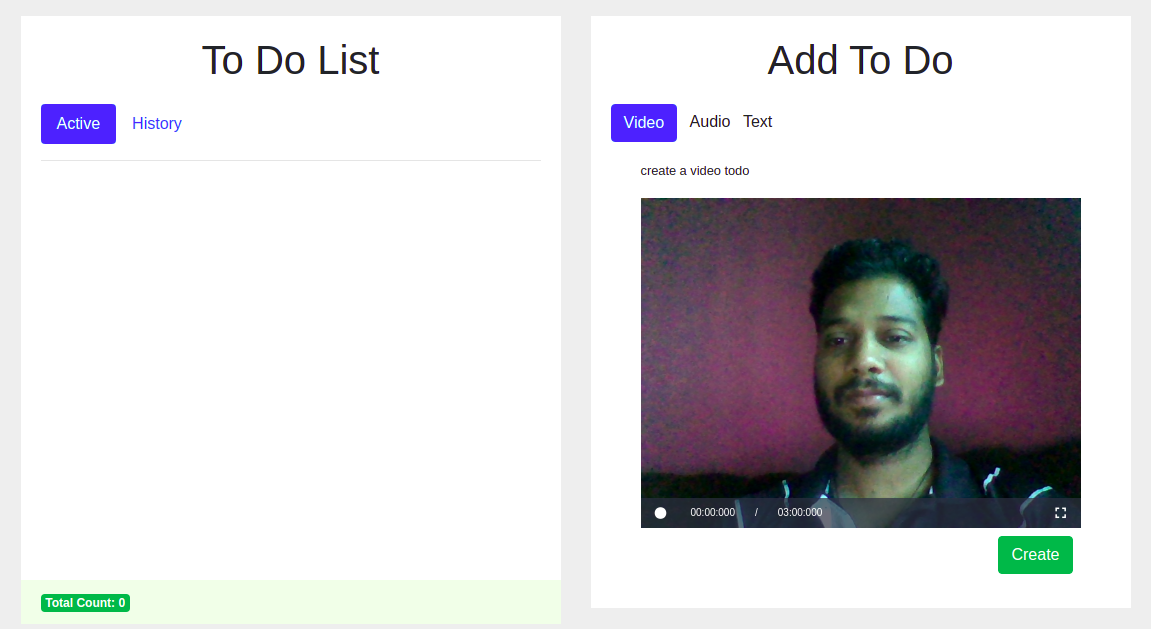 To Do List
Active
History
Total Count: 0
Add To Do
Video
Audio
Text
create a video todo
00:00:000 / 03:00:000
Create